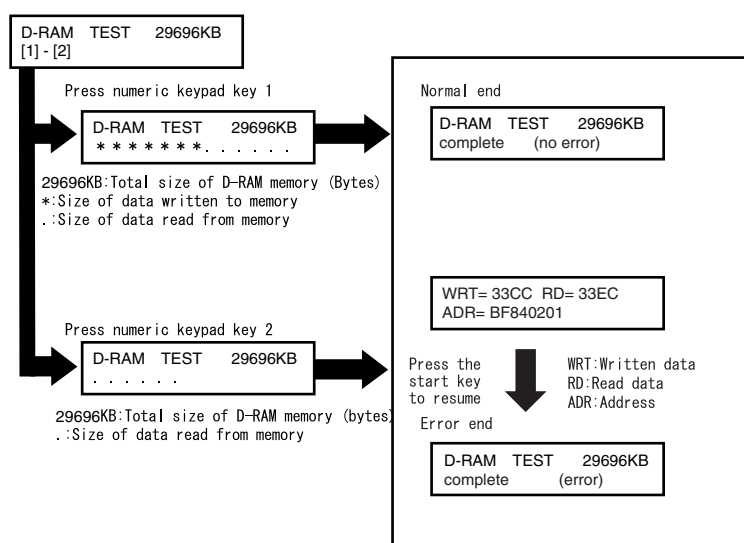 D-RAM TEST 29696KB
[1] - [2]
Press numeric keypad key 1
D-RAM TEST 29696KB
* * * * * * * . . . . . .
29696KB:Total size of D-RAM memory (Bytes)
*:Size of data written to memory
.:Size of data read from memory
Press numeric keypad key 2
D-RAM TEST 29696KB
. . . . . .
29696KB:Total size of D-RAM memory (bytes)
.:Size of data read from memory
Normal end
D-RAM TEST 29696KB
complete (no error)
WRT= 33CC RD= 33EC
ADR= BF840201
Press the
start key
to resume
WRT:Written data
RD:Read data
ADR:Address
Error end
D-RAM TEST 29696KB
complete (error)